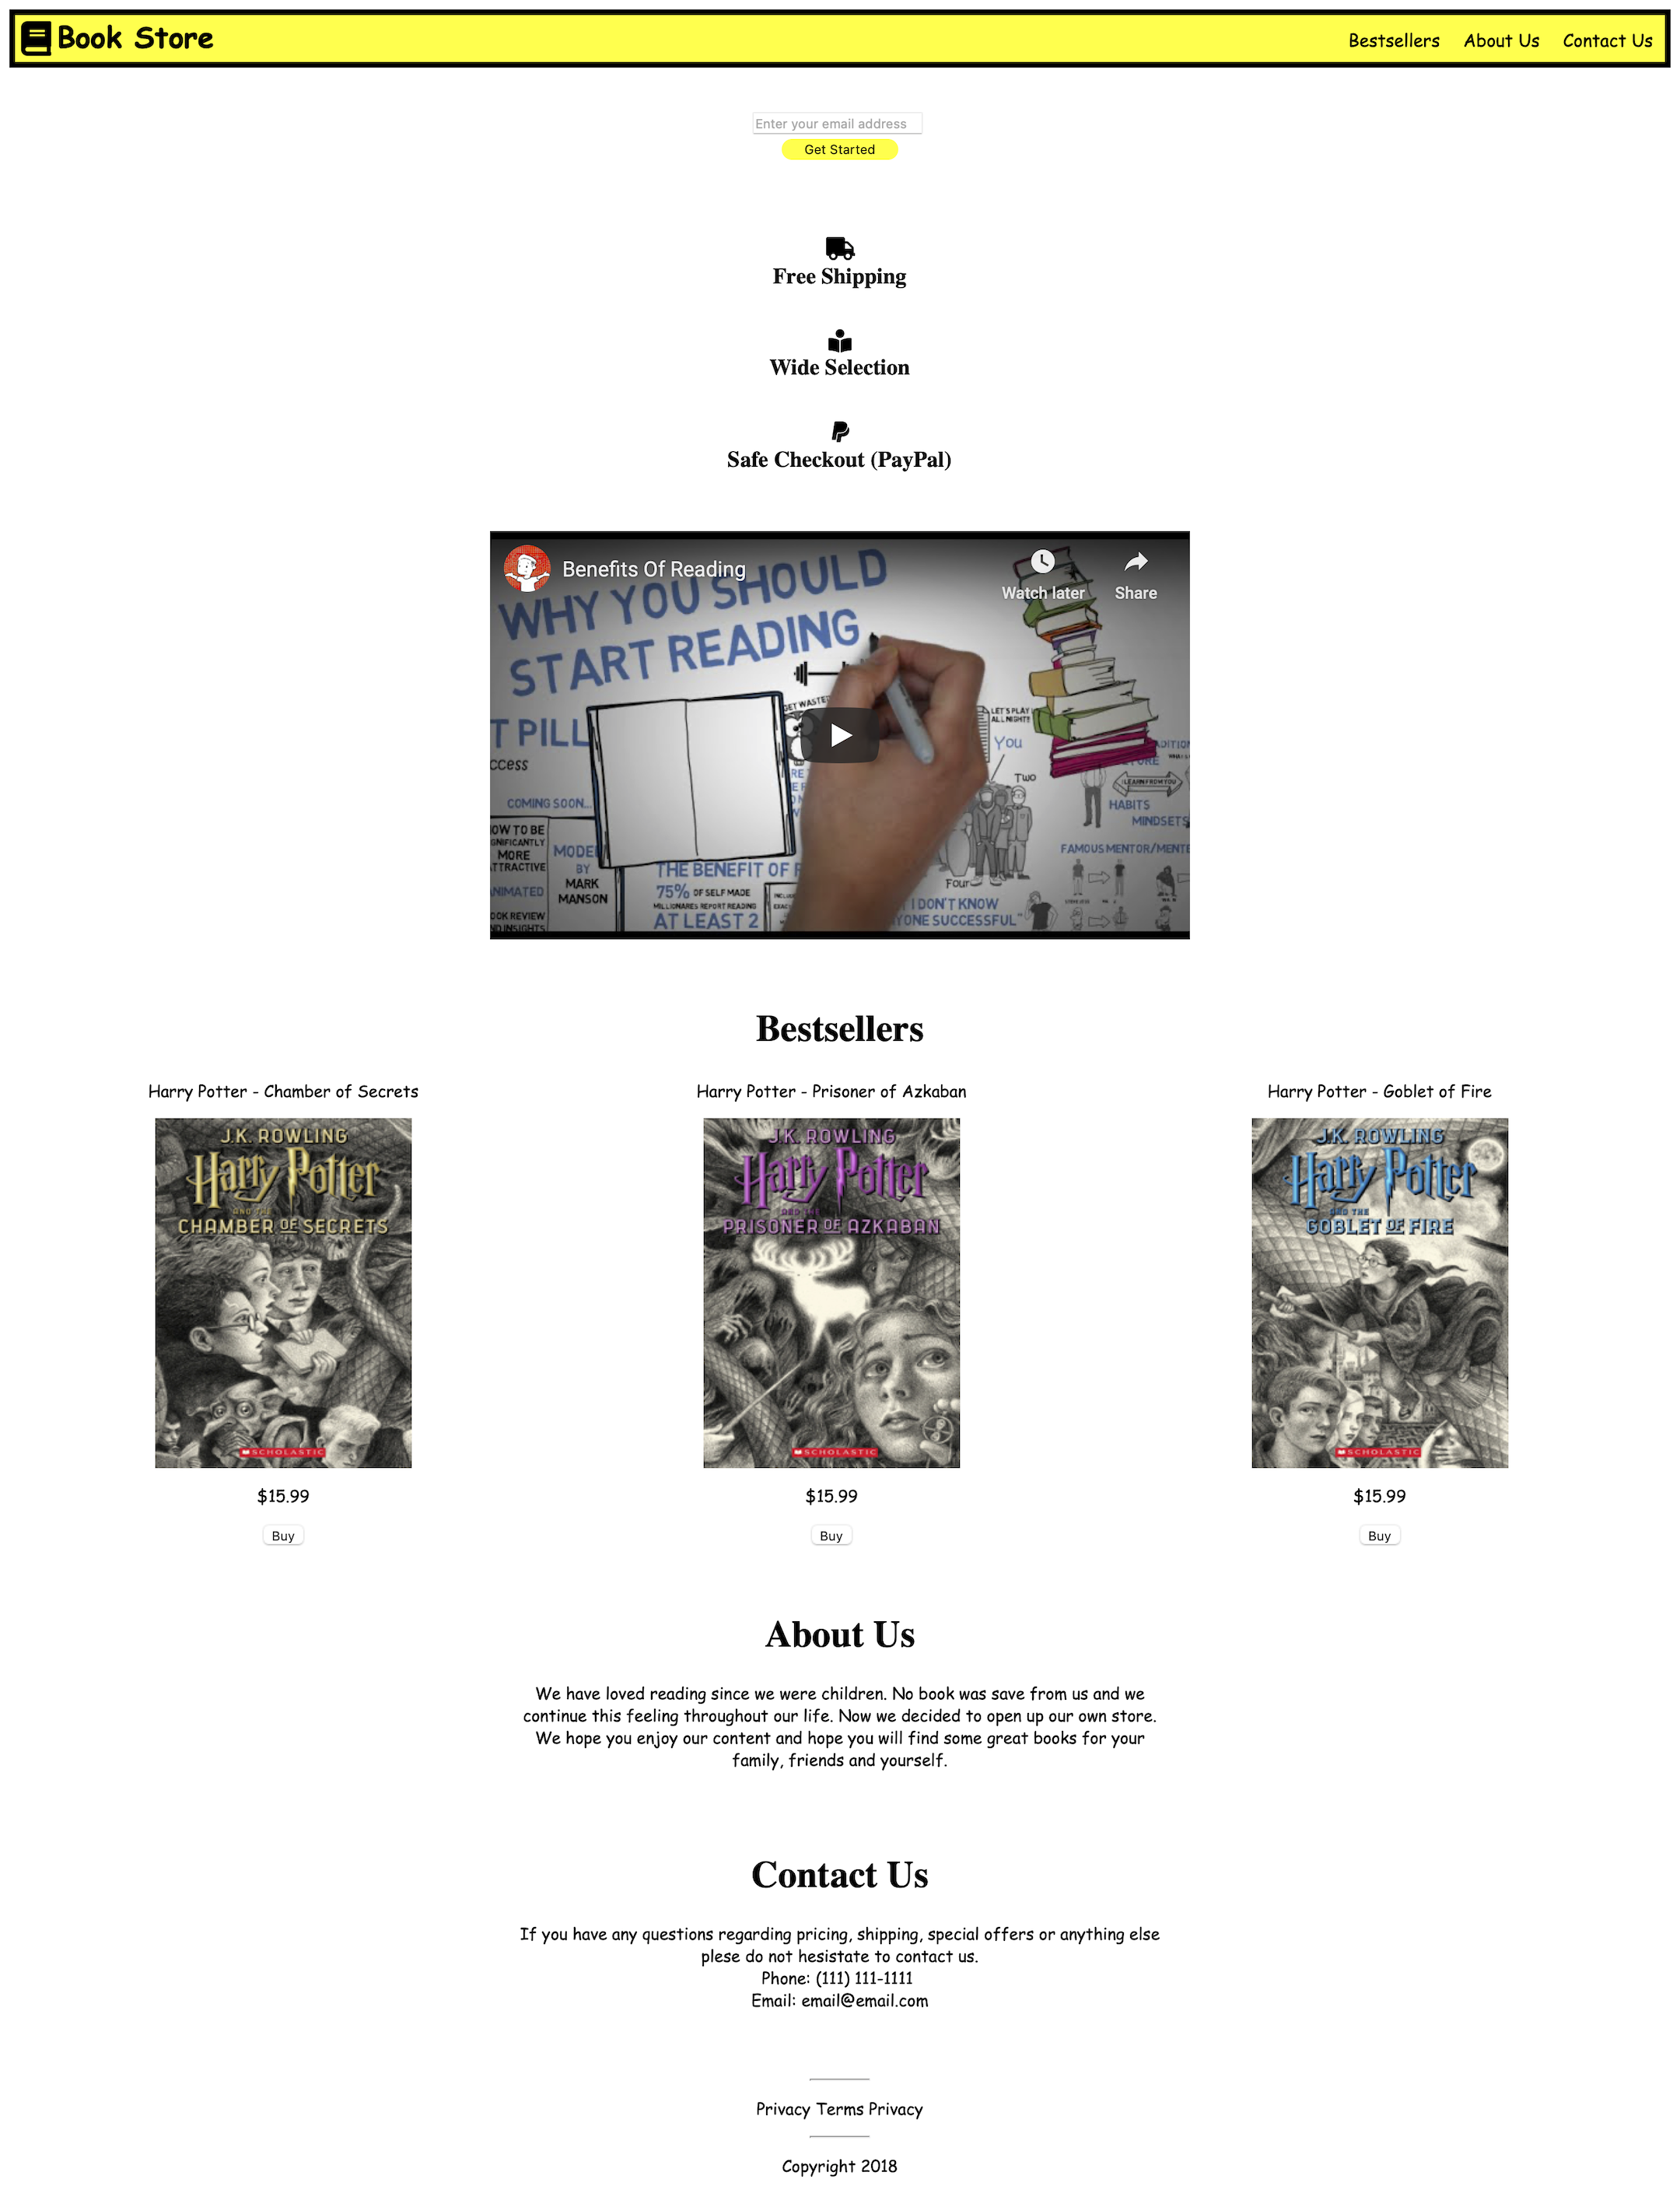 Book Store
Bestsellers About Us Contact Us
Enter your email address
Get Started
Free Shipping
Wide Selection
Safe Checkout (PayPal)
Benefits Of Reading
Watch later
Share
WHY YOU SHOULD
START READING
T PILL
ccess
COMING SOON...
OW TO BE
GNIFICANTLY
MORE
TTRACTIVE
ANIMATED
OOK REVIEW
ND INSIGHTS
MODE
BY
MARK
MANSON
GET WASTE
THE BENEFIT OF R
75% OF SELF MADE
MILLIONARES REPORT READING
AT LEAST 2
LET'S PLAY
ALL NIGHT!!
You
Two
Four
I DON'T KNOW
YONE SUCCESSFUL"
LEARN FROM YOU
HABITS
MINDSETS
FAMOUS MENTOR/MENTE
Bestsellers
Harry Potter - Chamber of Secrets
J.K. ROWLING
Harry Potter
AND THE
CHAMBER OF SECRETS
SCHOLASTIC
$15.99
Buy
Harry Potter - Prisoner of Azkaban
J.K. ROWLING
Harry Potter
AND THE
PRISONER OF AZKABAN
SCHOLASTIC
$15.99
Buy
Harry Potter - Goblet of Fire
J.K. ROWLING
Harry Potter
AND THE
GOBLET OF FIRE
SCHOLASTIC
$15.99
Buy
About Us
We have loved reading since we were children. No book was save from us and we
continue this feeling throughout our life. Now we decided to open up our own store.
We hope you enjoy our content and hope you will find some great books for your
family, friends and yourself.
Contact Us
If you have any questions regarding pricing, shipping, special offers or anything else
plese do not hesistate to contact us.
Phone: (111) 111-1111
Email: email@email.com
Privacy Terms Privacy
Copyright 2018